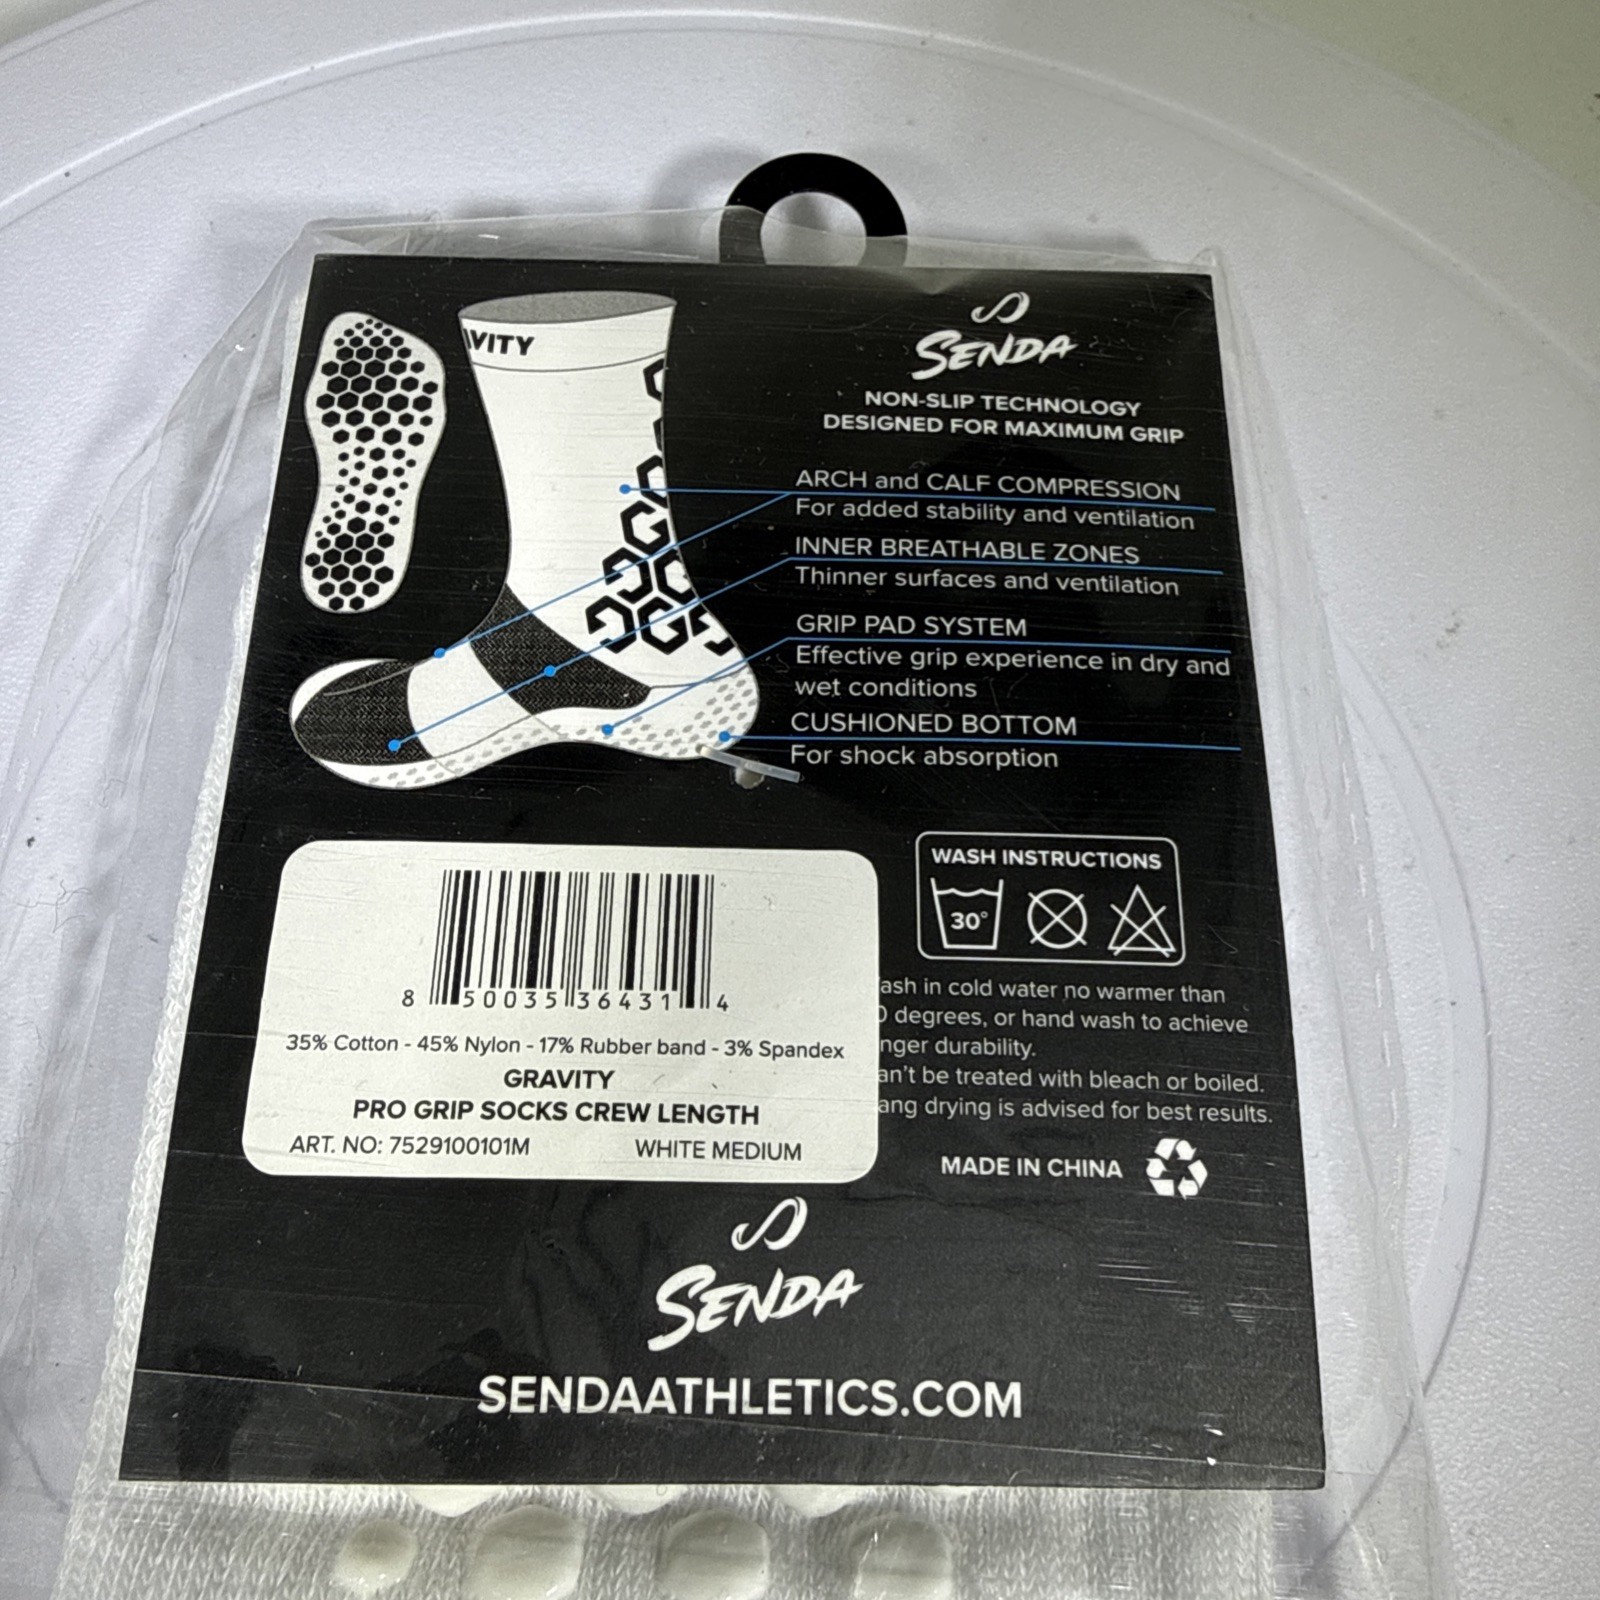 VITY
SENDA
NON-SLIP TECHNOLOGY
DESIGNED FOR MAXIMUM GRIP
ARCH and CALF COMPRESSION
For added stability and ventilation
INNER BREATHABLE ZONES
Thinner surfaces and ventilation
GRIP PAD SYSTEM
Effective grip experience in dry and
wet conditions
CUSHIONED BOTTOM
For shock absorption
WASH INSTRUCTIONS
30°
ash in cold water no warmer than
0 degrees, or hand wash to achieve
nger durability.
an't be treated with bleach or boiled.
ang drying is advised for best results.
MADE IN CHINA
8 50035 36431 4
35% Cotton - 45% Nylon - 17% Rubber band - 3% Spandex
GRAVITY
PRO GRIP SOCKS CREW LENGTH
ART. NO: 7529100101M WHITE MEDIUM
SENDA
SENDAATHLETICS.COM